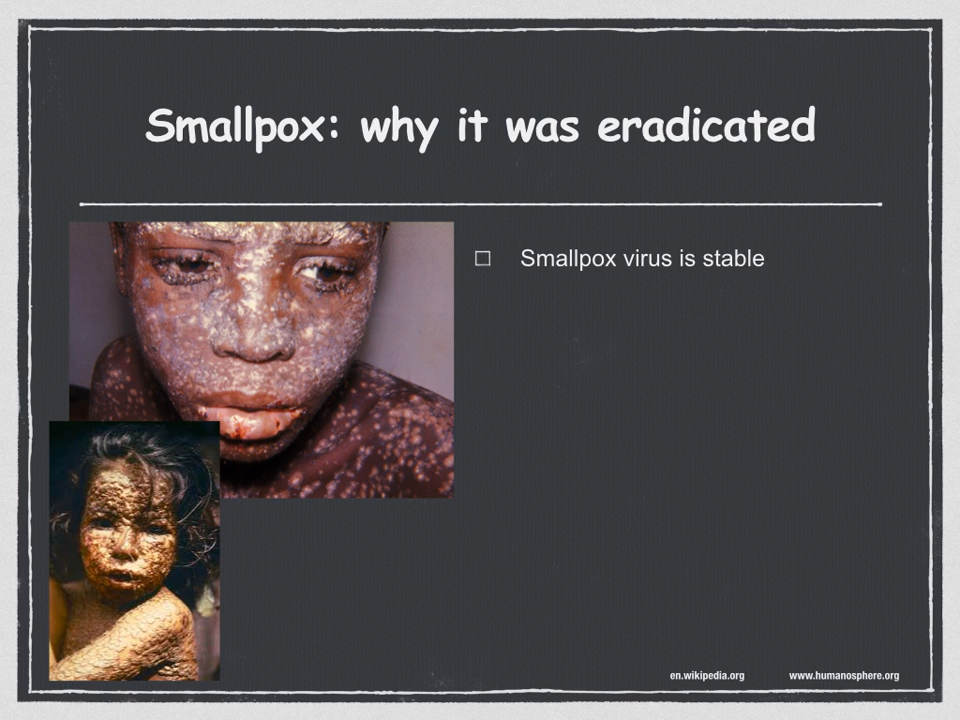 Smallpox: why it was eradicated
Smallpox virus is stable
en.wikipedia.org www.humanosphere.org